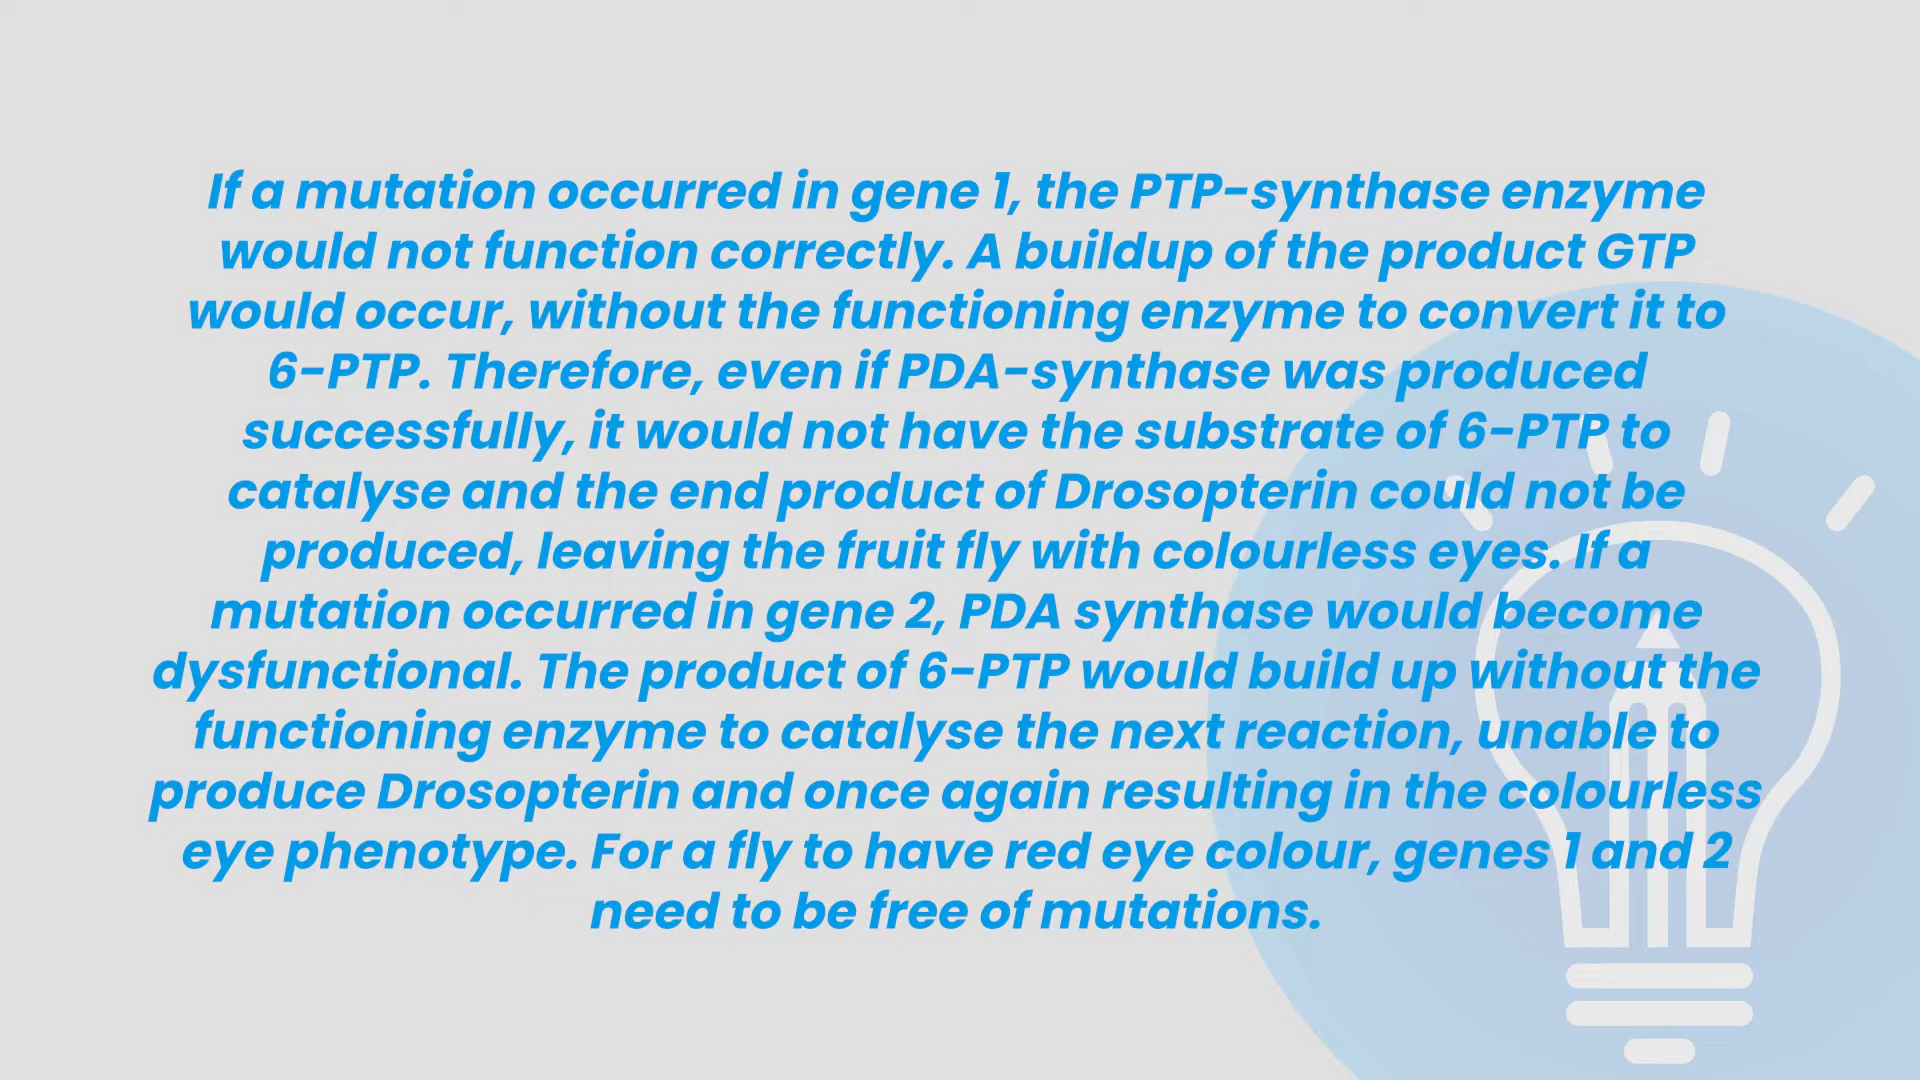 If a mutation occurred in gene 1, the PTP-synthase enzyme
would not function correctly. A buildup of the product GTP
would occur, without the functioning enzyme to convert it to
6-PTP. Therefore, even if PDA-synthase was produced
successfully, it would not have the substrate of 6-PTP to
catalyse and the end product of Drosopterin could not be
produced, leaving the fruit fly with colourless eyes. If a
mutation occurred in gene 2, PDA synthase would become
dysfunctional. The product of 6-PTP would build up without the
functioning enzyme to catalyse the next reaction, unable to
produce Drosopterin and once again resulting in the colourless
eye phenotype. For a fly to have red eye colour, genes 1 and 2
need to be free of mutations.